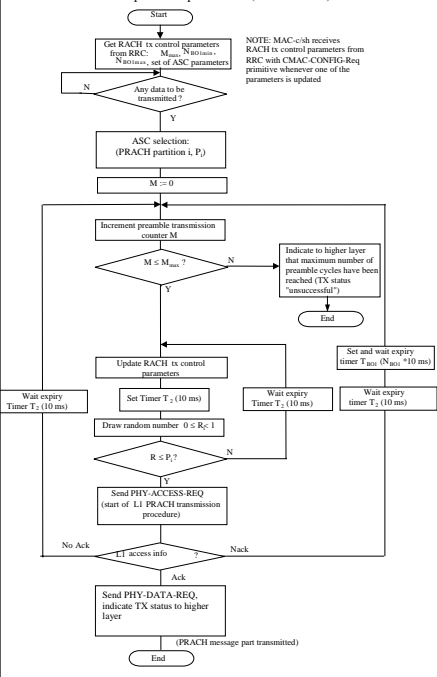 Start
Get RACH tx control parameters
from RRC: Mmax, NBO1min,
NBO1max, set of ASC parameters
NOTE: MAC-c/sh receives
RACH tx control parameters from
RRC with CMAC-CONFIG-Req
primitive whenever one of the
parameters is updated
N
Any data to be
transmitted ?
Y
ASC selection:
(PRACH partition i, Pi)
M := 0
Increment preamble transmission
counter M
M ≤ Mmax ?
N
Y
Indicate to higher layer
that maximum number of
preamble cycles have been
reached (TX status
"unsuccessful")
End
Update RACH tx control
parameters
Set and wait expiry
timer TBO1 (NBO1 *10 ms)
Wait expiry
Timer T2 (10 ms)
Set Timer T2 (10 ms)
Wait expiry
Timer T2 (10 ms)
Wait expiry
timer T2 (10 ms)
Draw random number 0 ≤ Ri< 1
R ≤ Pi?
N
Y
Send PHY-ACCESS-REQ
(start of L1 PRACH transmission
procedure)
No Ack
L1 access info ?
Nack
Ack
Send PHY-DATA-REQ,
indicate TX status to higher
layer
(PRACH message part transmitted)
End